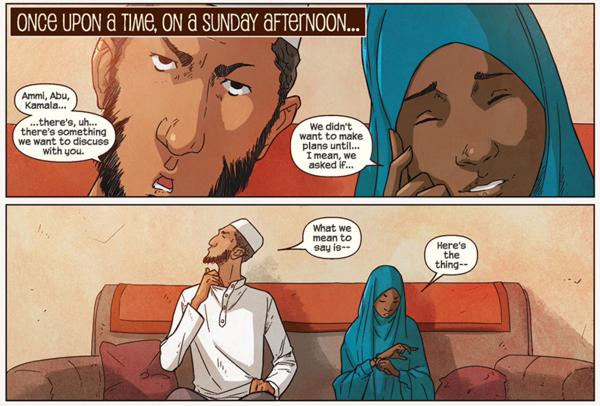 ONCE UPON A TIME, ON A SUNDAY AFTERNOON...
Ammi, Abu,
Kamala...
...there's, uh...
there's something
we want to discuss
with you.
We didn't
want to make
plans until...
I mean, we
asked if...
What we
mean to
say is--
Here's
the
thing--